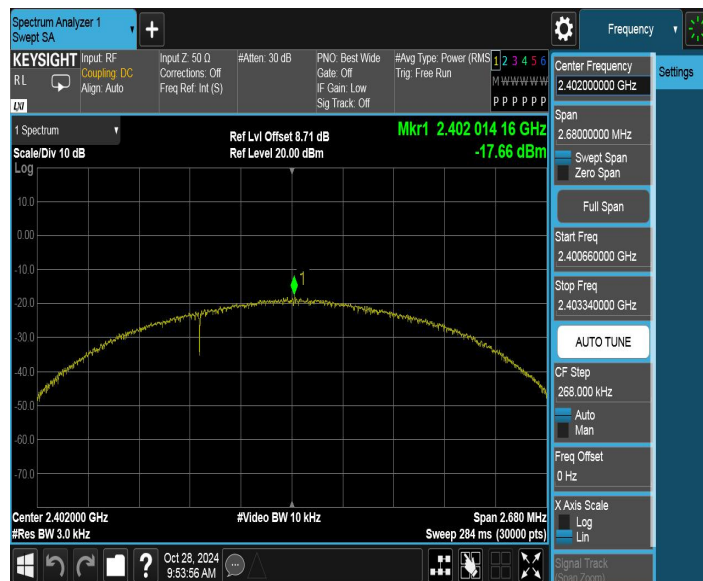 Spectrum Analyzer 1
Swept SA
+
Frequency
KEYSIGHT
RL
LXI
Input: RF
Coupling: DC
Align: Auto
Input Z: 50 Ω
Corrections: Off
Freq Ref: Int (S)
#Atten: 30 dB
PNO: Best Wide
Gate: Off
IF Gain: Low
Sig Track: Off
#Avg Type: Power (RMS
Trig: Free Run
1 2 3 4 5 6
M W W W W W
P P P P P P
Center Frequency
2.402000000 GHz
Settings
Span
2.68000000 MHz
Swept Span
Zero Span
Full Span
Start Freq
2.400660000 GHz
Stop Freq
2.403340000 GHz
AUTO TUNE
CF Step
268.000 kHz
Auto
Man
Freq Offset
0 Hz
X Axis Scale
Log
Lin
Signal Track
(Span Zoom)
1 Spectrum
Scale/Div 10 dB
Ref Lvl Offset 8.71 dB
Ref Level 20.00 dBm
Mkr1 2.402 014 16 GHz
-17.66 dBm
Log
10.0
0.00
-10.0
-20.0
-30.0
-40.0
-50.0
-60.0
-70.0
1
Center 2.402000 GHz
#Video BW 10 kHz
Span 2.680 MHz
#Res BW 3.0 kHz
Sweep 284 ms (30000 pts)
?
Oct 28, 2024
9:53:56 AM